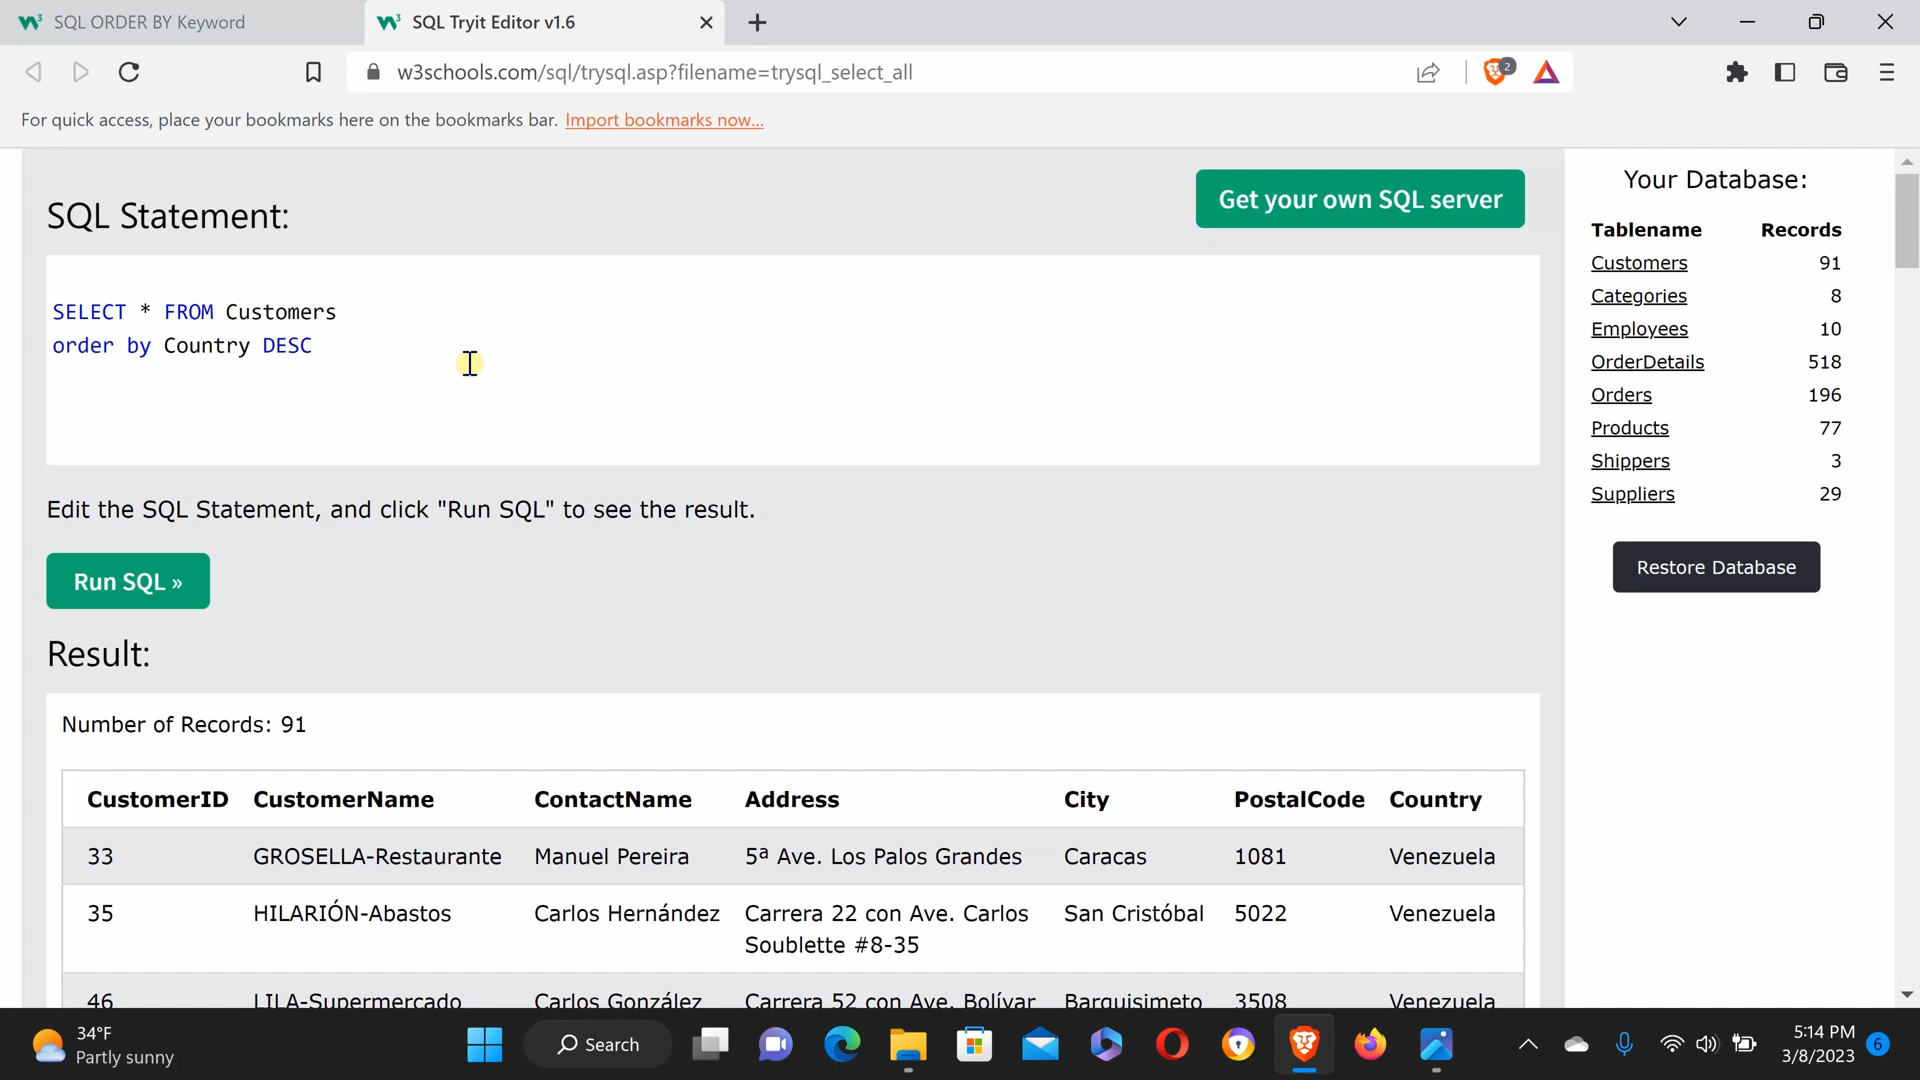 SQL ORDER BY Keyword
SQL Tryit Editor v1.6
w3schools.com/sql/trysql.asp?filename=trysql_select_all
2
For quick access, place your bookmarks here on the bookmarks bar. Import bookmarks now...
SQL Statement:
Get your own SQL server
SELECT * FROM Customers
order by Country DESC
Edit the SQL Statement, and click "Run SQL" to see the result.
Run SQL »
Result:
Number of Records: 91
CustomerID CustomerName ContactName Address City PostalCode Country
33 GROSELLA-Restaurante Manuel Pereira 5ª Ave. Los Palos Grandes Caracas 1081 Venezuela
35 HILARIÓN-Abastos Carlos Hernández Carrera 22 con Ave. Carlos San Cristóbal 5022 Venezuela
Soublette #8-35
46 LILA-Supermercado Carlos González Carrera 52 con Ave. Bolívar Barquisimeto 3508 Venezuela
Your Database:
Tablename Records
Customers 91
Categories 8
Employees 10
OrderDetails 518
Orders 196
Products 77
Shippers 3
Suppliers 29
Restore Database
34°F
Partly sunny
Search
5:14 PM
3/8/2023
6